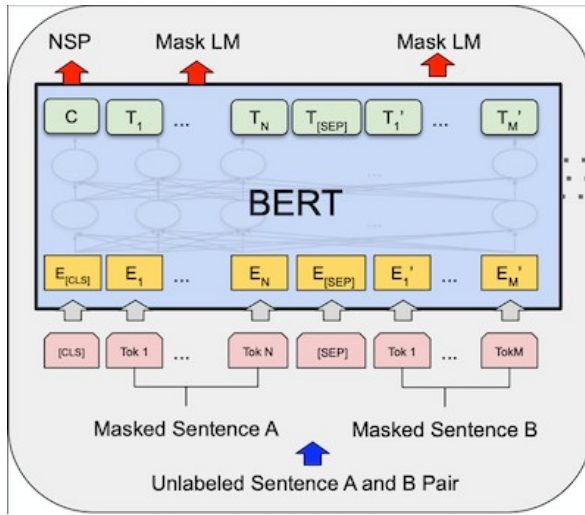 NSP Mask LM Mask LM
C T1 ... TN T[SEP] T1' ... TM'
...
BERT
...
E[CLS] E1 ... EN E[SEP] E1' ... EM'
[CLS] Tok 1 ... Tok N [SEP] Tok 1 ... TokM
Masked Sentence A Masked Sentence B
Unlabeled Sentence A and B Pair